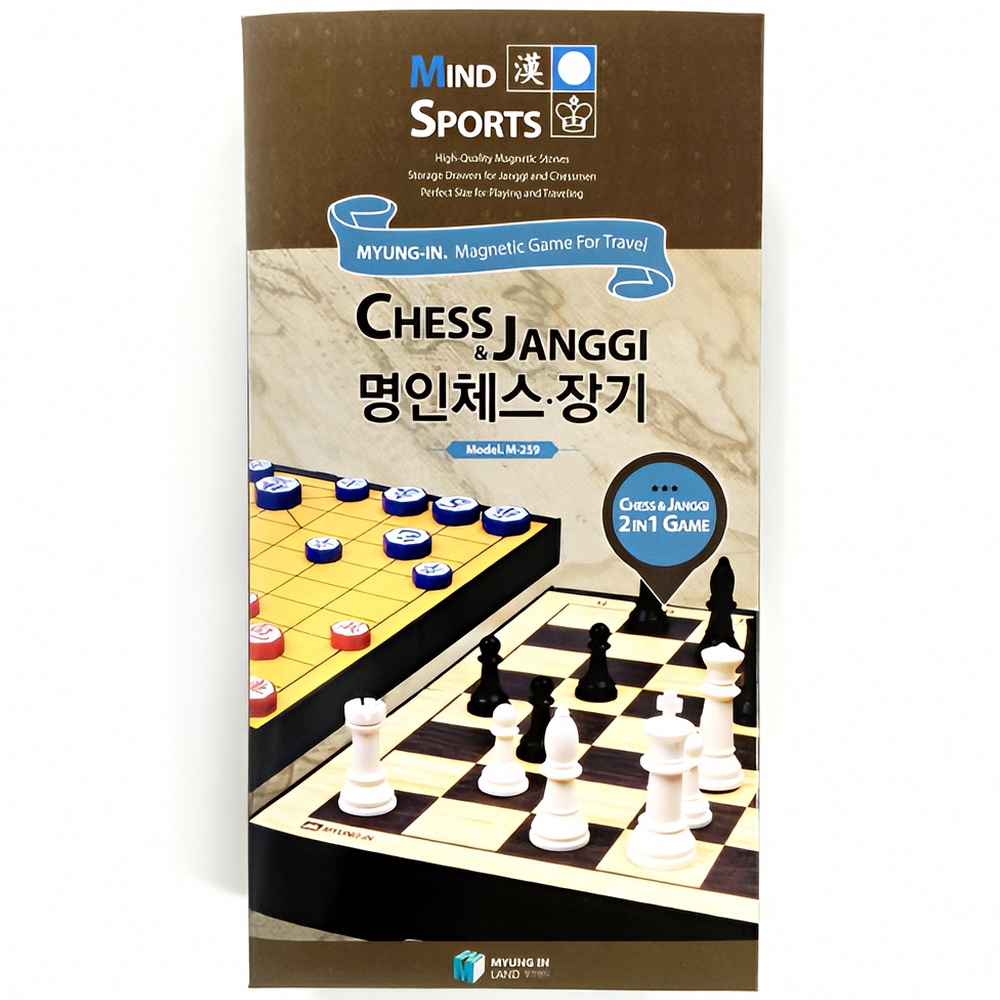 MIND
SPORTS
漢
High-Quality Magnetic Stones
Storage Drawers for Janggi and Chessmen
Perfect Size for Playing and Traveling
MYUNG-IN. Magnetic Game For Travel
CHESS
& JANGGI
명인체스·장기
Model. M-259
CHESS & JANGGI
2 IN 1 GAME
MYUNG-IN
MYUNG IN
LAND